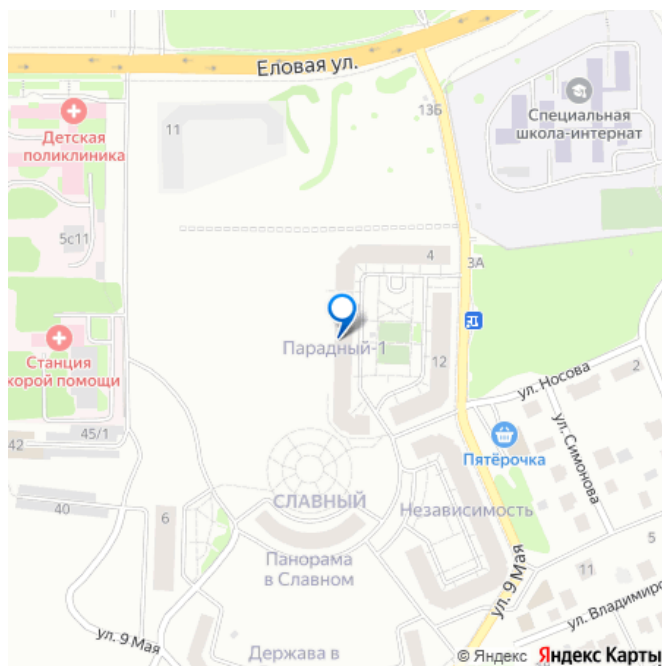 Еловая ул.
13Б
Специальная
школа-интернат
Детская
поликлиника
11
5с11
4
3А
Парадный-1
12
Станция
корой помощи
ул. Носова
2
45/1
42
Пятёрочка
ул. Симонова
40
6
СЛАВНЫЙ
Независимость
Панорама
в Славном
5
11
ул. 9 Мая
ул. Владимирс
ул. 9 Мая
Держава в
© Яндекс Яндекс Карты